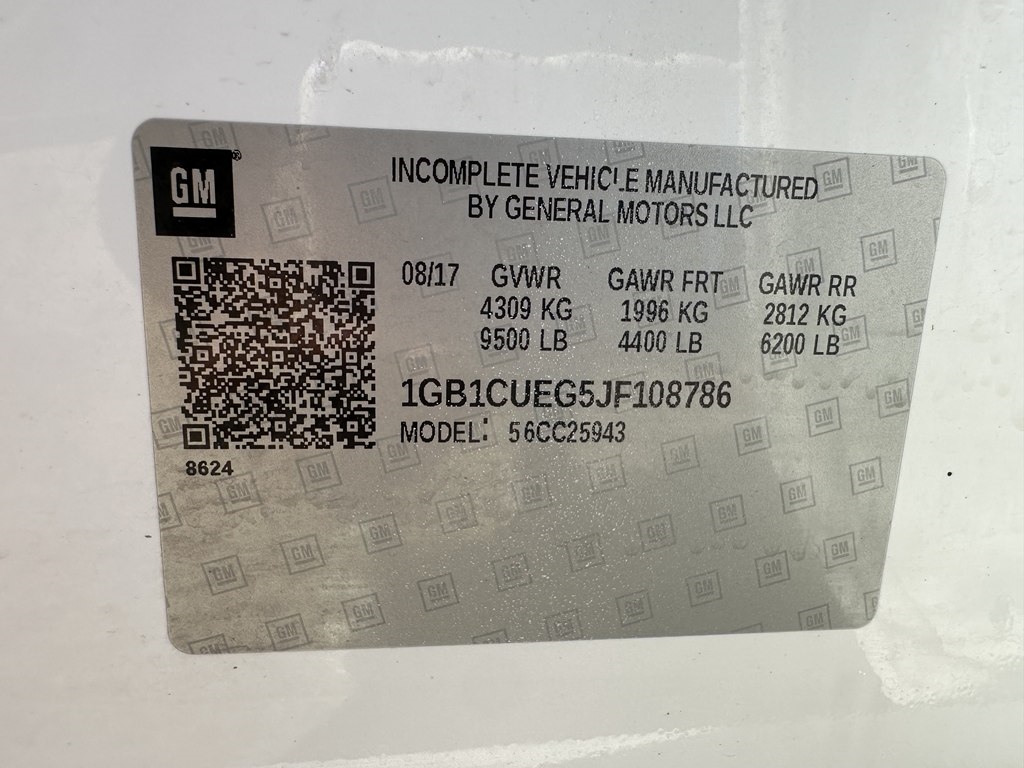 GM
INCOMPLETE VEHICLE MANUFACTURED
BY GENERAL MOTORS LLC
08/17 GVWR GAWR FRT GAWR RR
4309 KG 1996 KG 2812 KG
9500 LB 4400 LB 6200 LB
1GB1CUEG5JF108786
MODEL: 56CC25943
8624